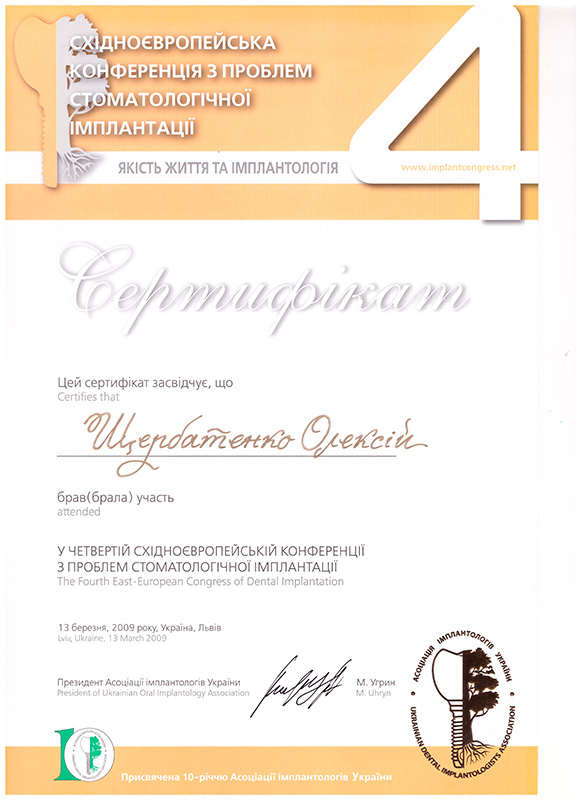 СХІДНОЄВРОПЕЙСЬКА
КОНФЕРЕНЦІЯ З ПРОБЛЕМ
СТОМАТОЛОГІЧНОЇ
ІМПЛАНТАЦІЇ
4
ЯКІСТЬ ЖИТТЯ ТА ІМПЛАНТОЛОГІЯ
www.implantcongress.net
Сертифікат
Цей сертифікат засвідчує, що
Certifies that
Щербатенко Олексій
брав(брала) участь
attended
У ЧЕТВЕРТІЙ СХІДНОЄВРОПЕЙСЬКІЙ КОНФЕРЕНЦІЇ
З ПРОБЛЕМ СТОМАТОЛОГІЧНОЇ ІМПЛАНТАЦІЇ
The Fourth East-European Congress of Dental Implantation
13 березня, 2009 року, Україна, Львів
Lviv, Ukraine, 13 March 2009
Президент Асоціації імплантологів України
President of Ukrainian Oral Implantology Association
М. Угрин
M. Uhryn
АСОЦІАЦІЯ ІМПЛАНТОЛОГІВ УКРАЇНИ
UKRAINIAN DENTAL IMPLANTOLOGISTS ASSOCIATION
10
Присвячена 10-річчю Асоціації імплантологів України